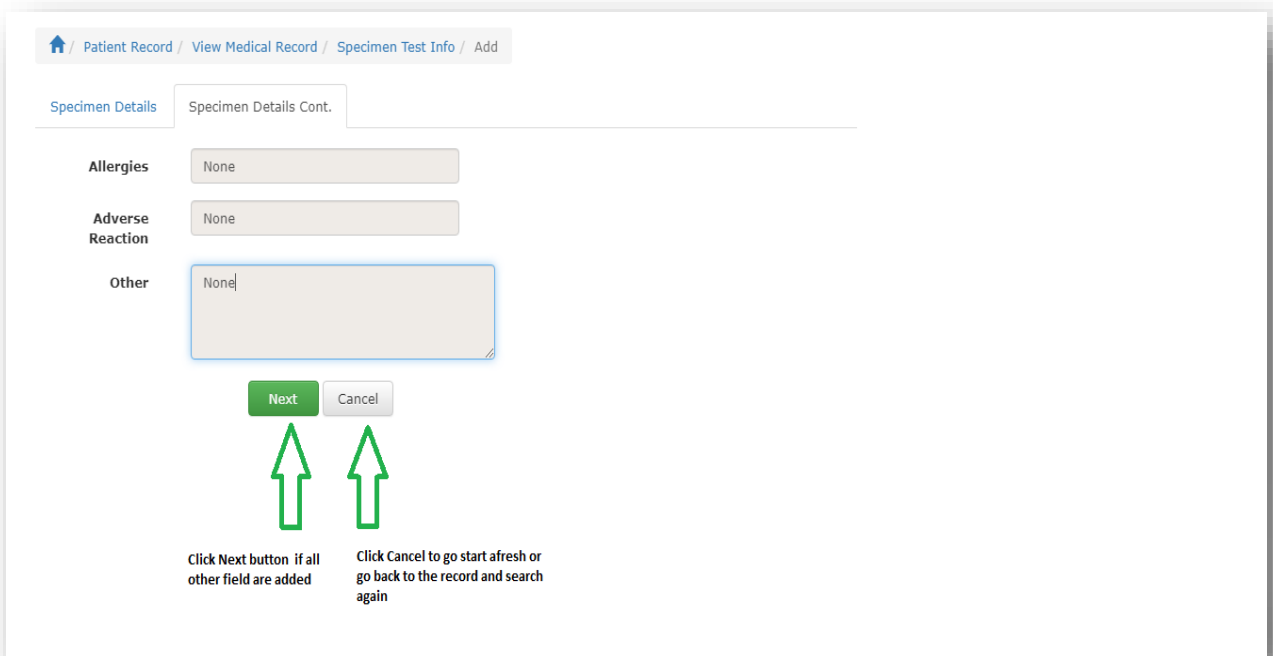 / Patient Record / View Medical Record / Specimen Test Info / Add
Specimen Details Specimen Details Cont.
Allergies None
Adverse None
Reaction
Other None
Next Cancel
Click Next button if all
other field are added
Click Cancel to go start afresh or
go back to the record and search
again